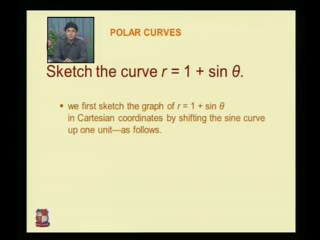 POLAR CURVES
Sketch the curve r = 1 + sin θ.
• we first sketch the graph of r = 1 + sin θ
in Cartesian coordinates by shifting the sine curve
up one unit—as follows.